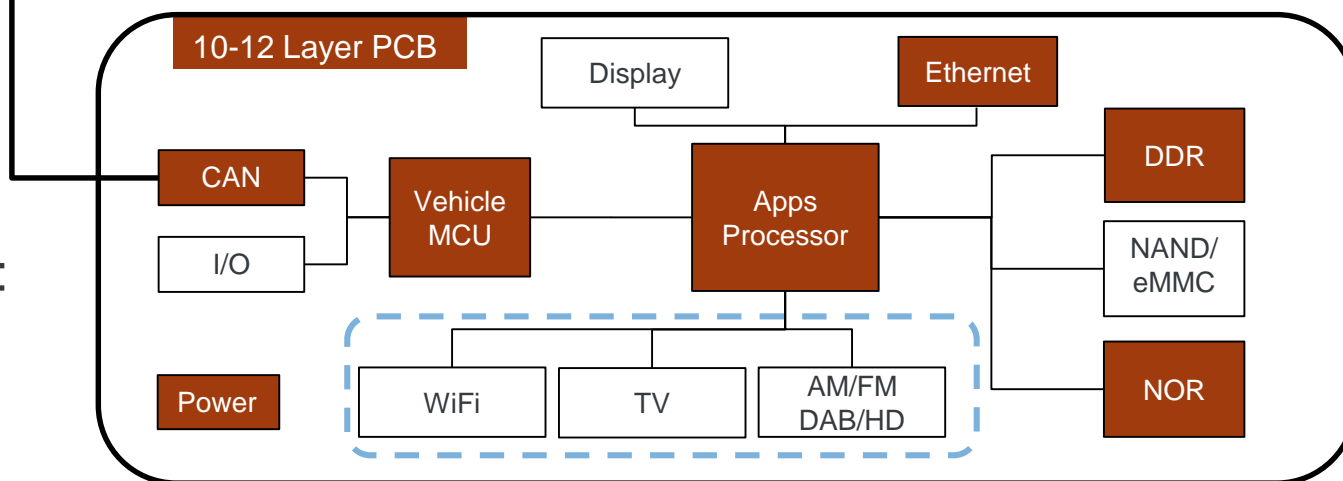 10-12 Layer PCB
Display
Ethernet
CAN
Vehicle
MCU
Apps
Processor
DDR
I/O
NAND/
eMMC
Power
WiFi
TV
AM/FM
DAB/HD
NOR